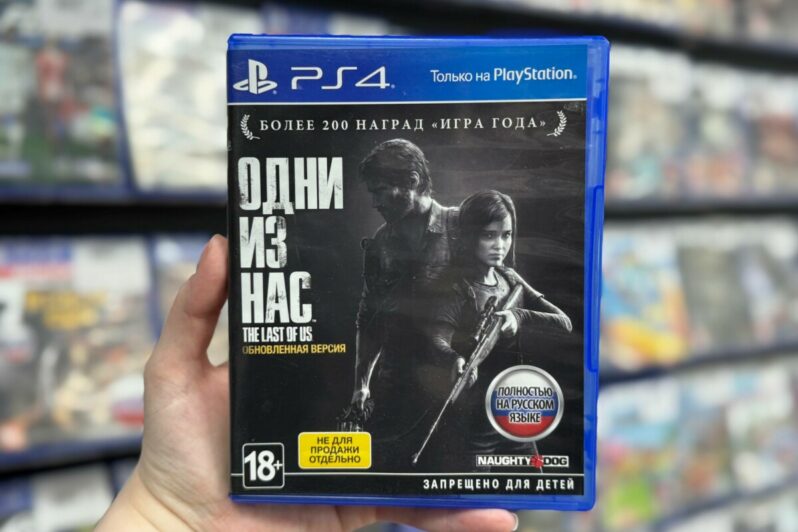 PS4
Только на PlayStation®
БОЛЕЕ 200 НАГРАД «ИГРА ГОДА»
ОДНИ
ИЗ
НАС
THE LAST OF US
ОБНОВЛЕННАЯ ВЕРСИЯ
ПОЛНОСТЬЮ
НА РУССКОМ
ЯЗЫКЕ
НЕ ДЛЯ
ПРОДАЖИ
ОТДЕЛЬНО
18+
NAUGHTY DOG
ЗАПРЕЩЕНО ДЛЯ ДЕТЕЙ